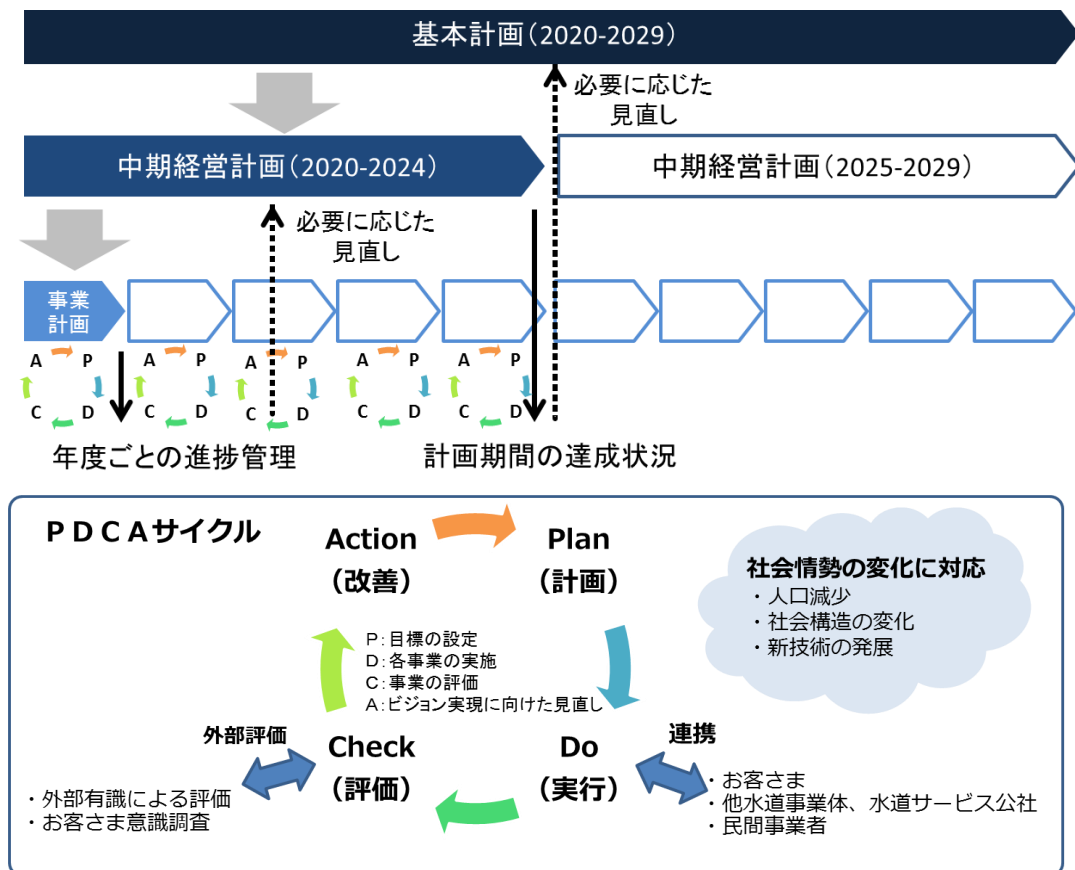 基本計画（2020-2029）
必要に応じた
見直し
中期経営計画（2020-2024）
中期経営計画（2025-2029）
必要に応じた
見直し
事業
計画
A P
C D
A P
C D
A P
C D
A P
C D
A P
C D
年度ごとの進捗管理
計画期間の達成状況
ＰＤＣＡサイクル
Action
（改善）
Plan
（計画）
社会情勢の変化に対応
・人口減少
・社会構造の変化
・新技術の発展
Ｐ：目標の設定
Ｄ：各事業の実施
Ｃ：事業の評価
Ａ：ビジョン実現に向けた見直し
外部評価
Check
（評価）
Do
（実行）
連携
・外部有識による評価
・お客さま意識調査
・お客さま
・他水道事業体、水道サービス公社
・民間事業者